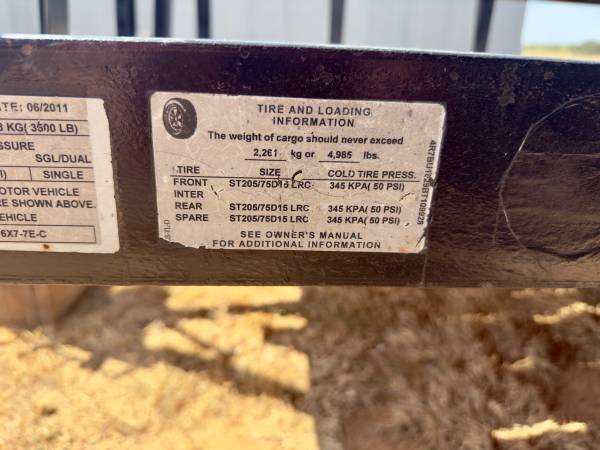 ATE: 06/2011
KG( 3500 LB)
SSURE
SGL/DUAL
SINGLE
OTOR VEHICLE
RE SHOWN ABOVE.
EHICLE
6X7-7E-C
TIRE AND LOADING
INFORMATION
The weight of cargo should never exceed
2,261 kg or 4,985 lbs.
TIRE SIZE COLD TIRE PRESS.
FRONT ST205/75D15 LRC 345 KPA( 50 PSI)
INTER
REAR ST205/75D15 LRC 345 KPA( 50 PSI)
SPARE ST205/75D15 LRC 345 KPA( 50 PSI)
SEE OWNER'S MANUAL
FOR ADDITIONAL INFORMATION